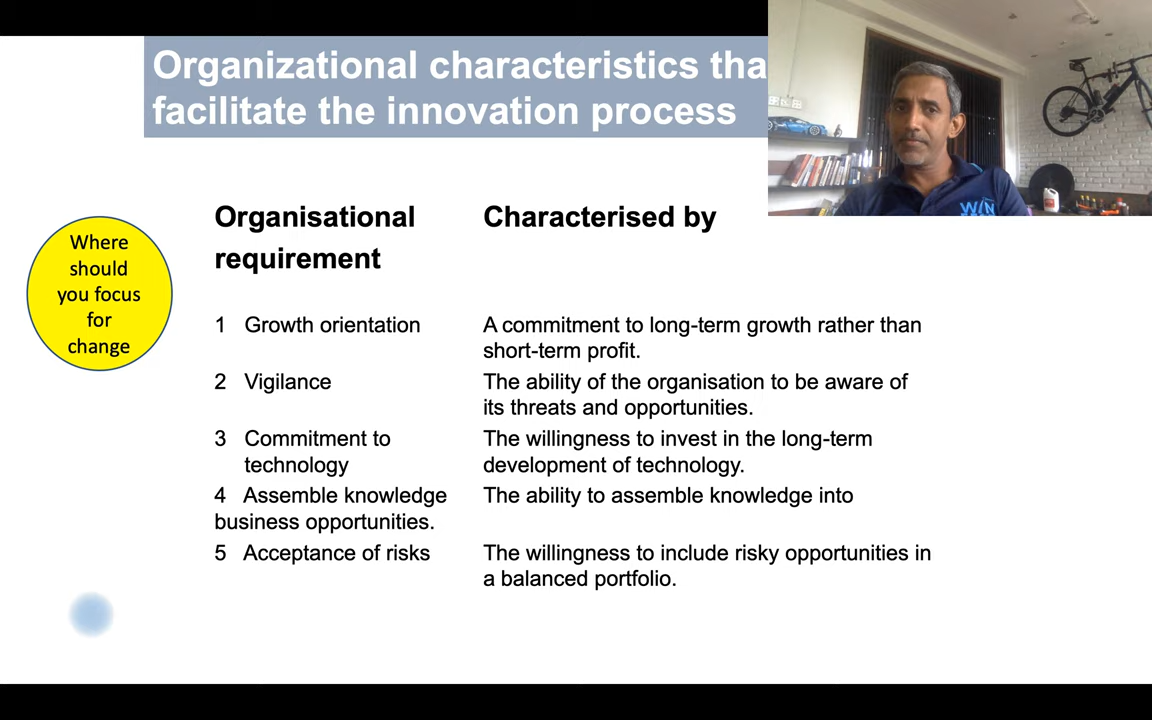 Organizational characteristics tha
facilitate the innovation process
Where
should
you focus
for
change
Organisational
requirement
Characterised by
1 Growth orientation
A commitment to long-term growth rather than
short-term profit.
2 Vigilance
The ability of the organisation to be aware of
its threats and opportunities.
3 Commitment to
technology
The willingness to invest in the long-term
development of technology.
4 Assemble knowledge
business opportunities.
The ability to assemble knowledge into
5 Acceptance of risks
The willingness to include risky opportunities in
a balanced portfolio.